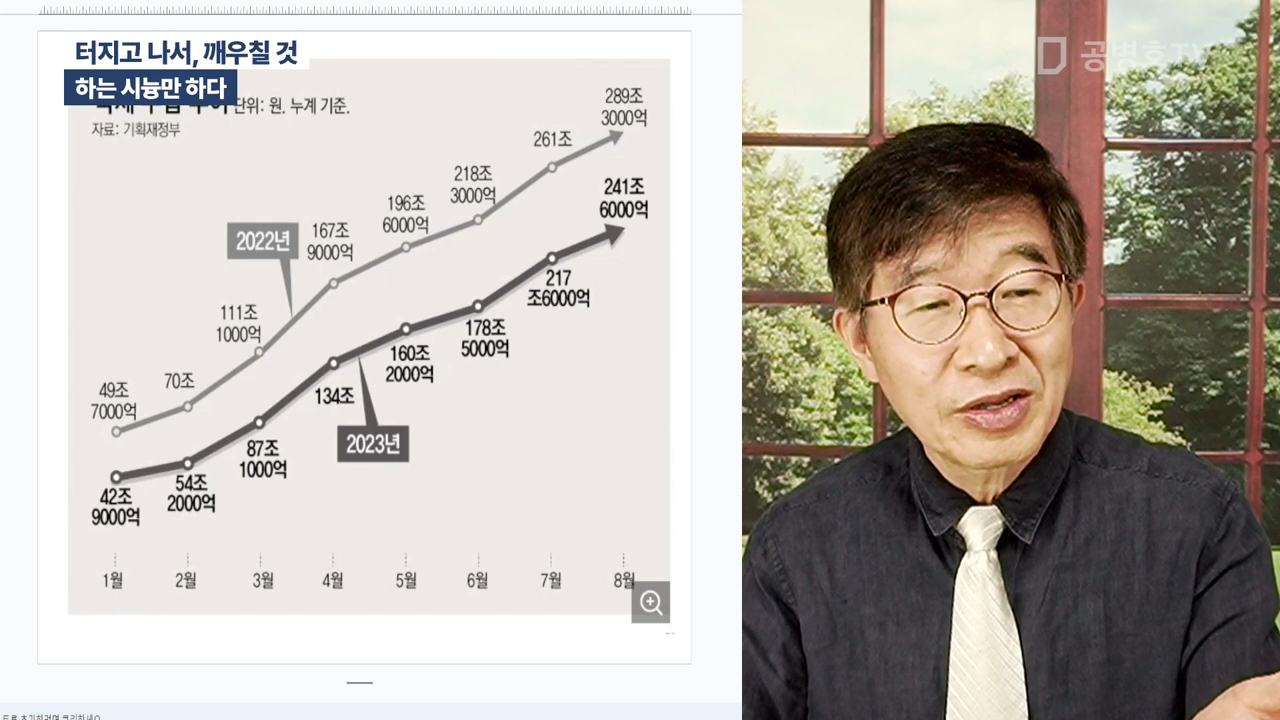 터지고 나서, 깨우칠 것
하는 시늉만 하다
단위: 원. 누계 기준.
자료: 기획재정부
공병호TV
289조
3000억
261조
218조
3000억
196조
6000억
167조
9000억
111조
1000억
70조
49조
7000억
2022년
241조
6000억
217
조6000억
178조
5000억
160조
2000억
134조
87조
1000억
54조
2000억
42조
9000억
2023년
1월 2월 3월 4월 5월 6월 7월 8월